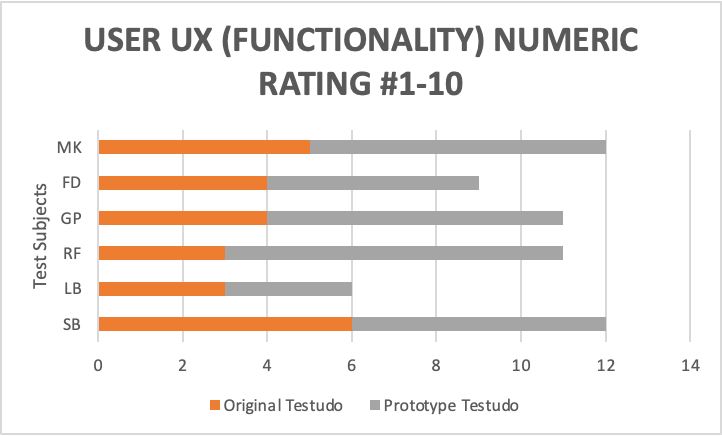 USER UX (FUNCTIONALITY) NUMERIC
RATING #1-10
Test Subjects
MK
FD
GP
RF
LB
SB
0 2 4 6 8 10 12 14
Original Testudo Prototype Testudo